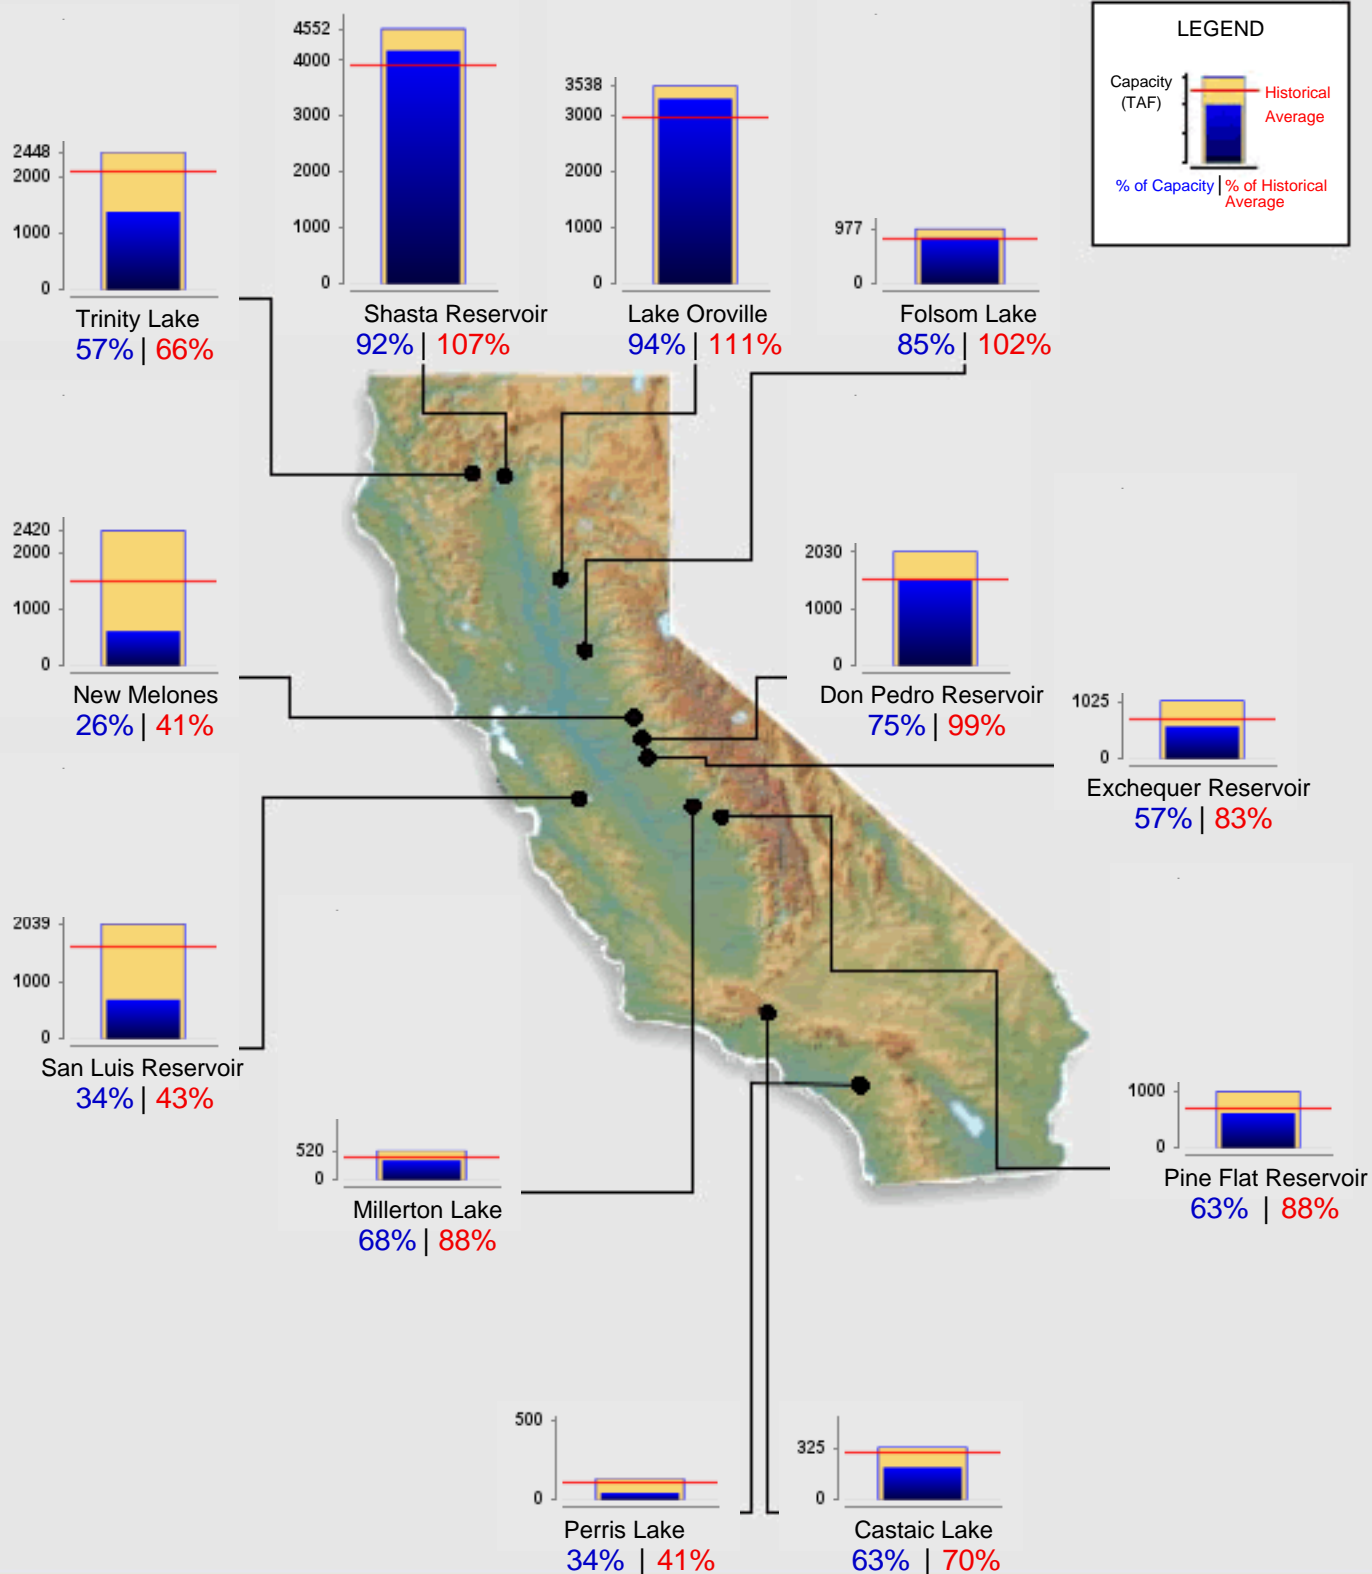 LEGEND
Capacity
(TAF)
Historical
Average
% of Capacity | % of Historical
Average
2448
2000
1000
0
Trinity Lake
57% | 66%
4552
4000
3000
2000
1000
0
Shasta Reservoir
92% | 107%
3538
3000
2000
1000
0
Lake Oroville
94% | 111%
977
0
Folsom Lake
85% | 102%
2420
2000
1000
0
New Melones
26% | 41%
2030
1000
0
Don Pedro Reservoir
75% | 99%
1025
0
Exchequer Reservoir
57% | 83%
2039
1000
0
San Luis Reservoir
34% | 43%
520
0
Millerton Lake
68% | 88%
1000
0
Pine Flat Reservoir
63% | 88%
500
0
Perris Lake
34% | 41%
325
0
Castaic Lake
63% | 70%